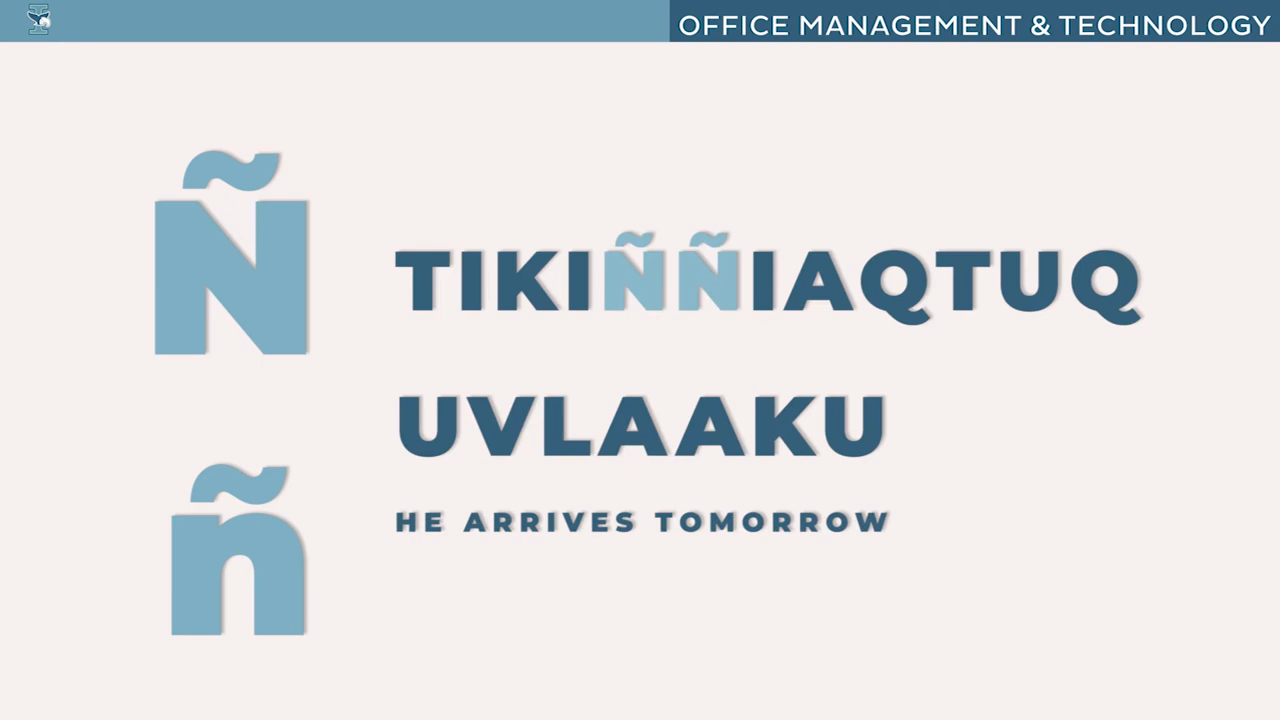 OFFICE MANAGEMENT & TECHNOLOGY
Ñ
TIKIÑÑIAQTUQ
UVLAAKU
HE ARRIVES TOMORROW
ñ